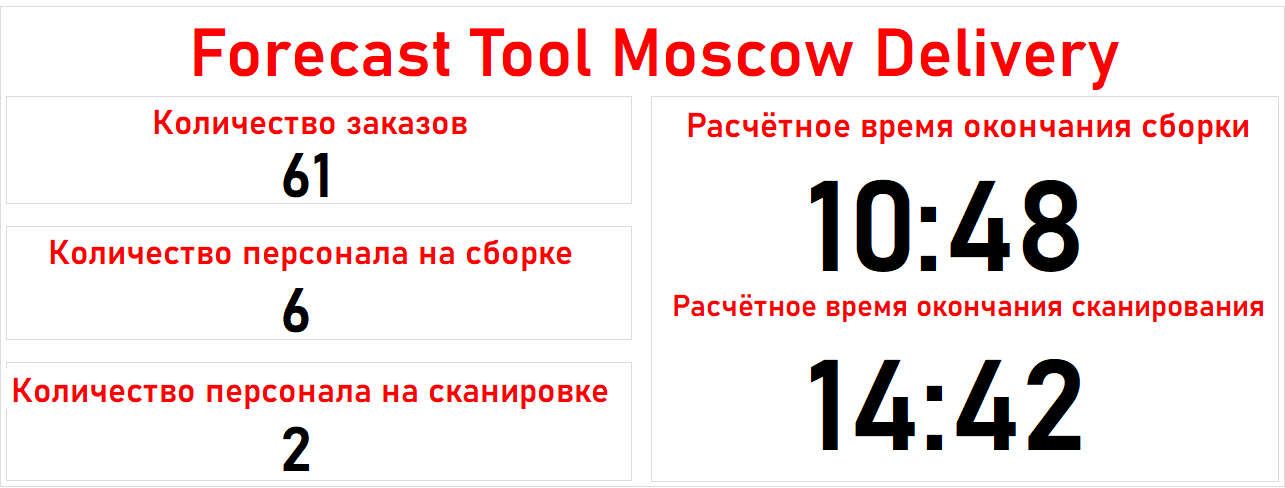 Forecast Tool Moscow Delivery
Количество заказов
61
Количество персонала на сборке
6
Количество персонала на сканировке
2
Расчётное время окончания сборки
10:48
Расчётное время окончания сканирования
14:42